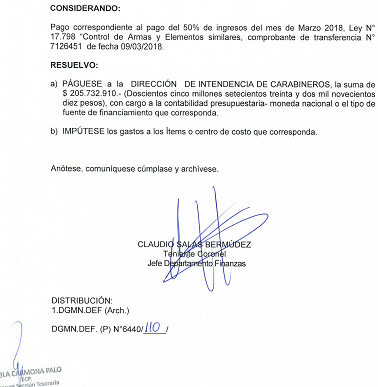 CONSIDERANDO:
Pago correspondiente al pago del 50% de ingresos del mes de Marzo 2018, Ley N°
17.798 "Control de Armas y Elementos similares, comprobante de transferencia N°
7126451 de fecha 09/03/2018.
RESUELVO:
a) PÁGUESE a la DIRECCIÓN DE INTENDENCIA DE CARABINEROS, la suma de
$ 205.732.910.- (Doscientos cinco millones setecientos treinta y dos mil novecientos
diez pesos), con cargo a la contabilidad presupuestaria- moneda nacional o el tipo de
fuente de financiamiento que corresponda.
b) IMPÚTESE los gastos a los Ítems o centro de costo que corresponda.
Anótese, comuníquese cúmplase y archívese.
CLAUDIO SALAS BERMÚDEZ
Teniente Coronel
Jefe Departamento Finanzas
DISTRIBUCIÓN:
1.DGMN.DEF (Arch.)
DGMN.DEF. (P) N°6440/ 110 /
CARMONA PALO
ECP.
Sección Tesorería